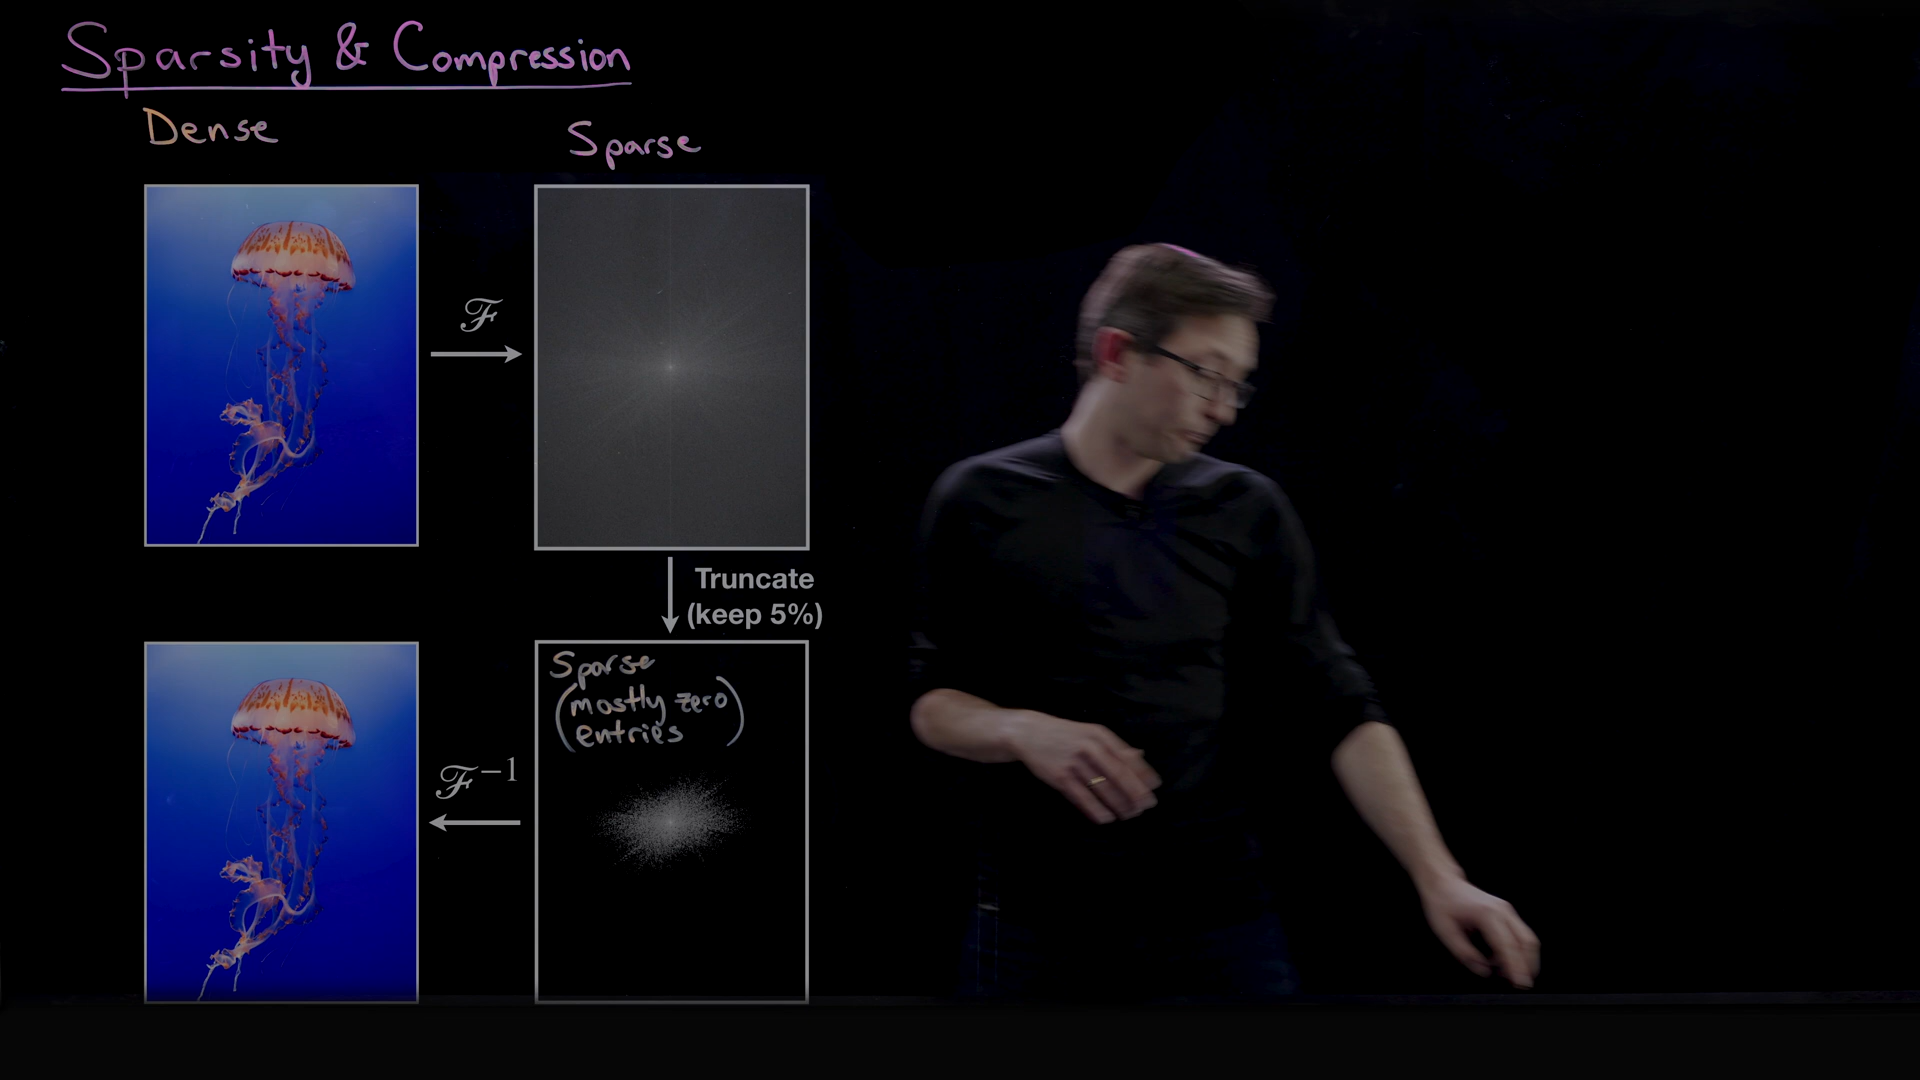 Sparsity & Compression
Dense
Sparse
ℱ
Truncate
(keep 5%)
Sparse
(mostly zero
entries)
ℱ⁻¹